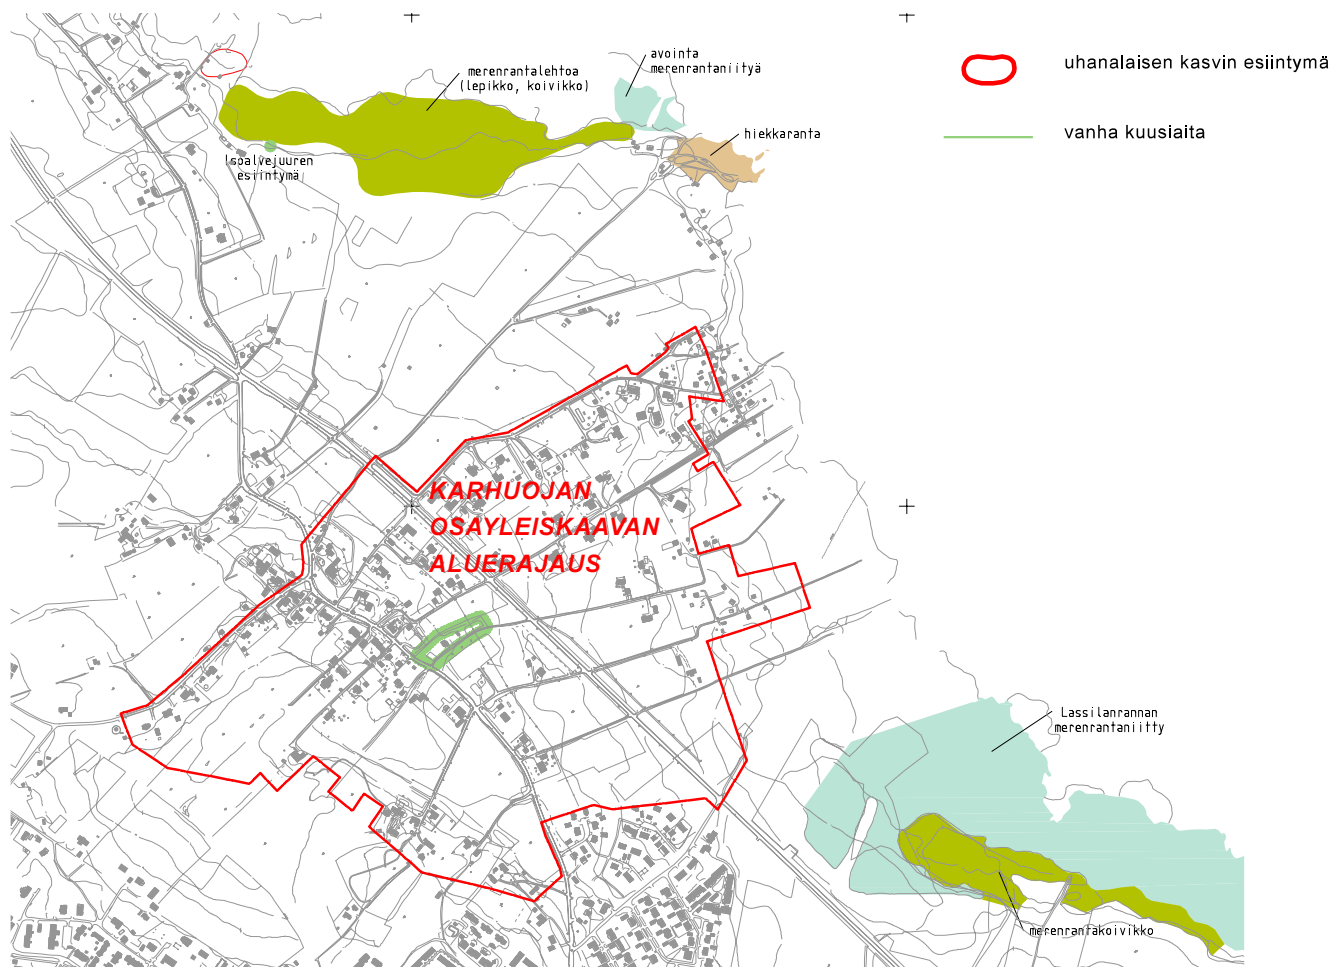 avointa
merenrantaniityä
uhanalaisen kasvin esiintymä
merenrantalehtoa
(lepikko, koivikko)
hiekkaranta
vanha kuusiaita
Isoalvejuuren
esiintymä
KARHUOJAN
OSAYLEISKAAVAN
ALUERAJAUS
Lassilanrannan
merenrantaniitty
merenrantakoivikko